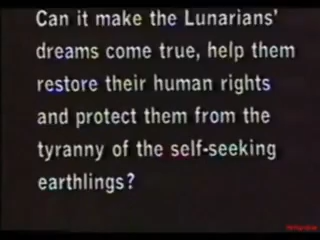 Can it make the Lunarians'
dreams come true, help them
restore their human rights
and protect them from the
tyranny of the self-seeking
earthlings?